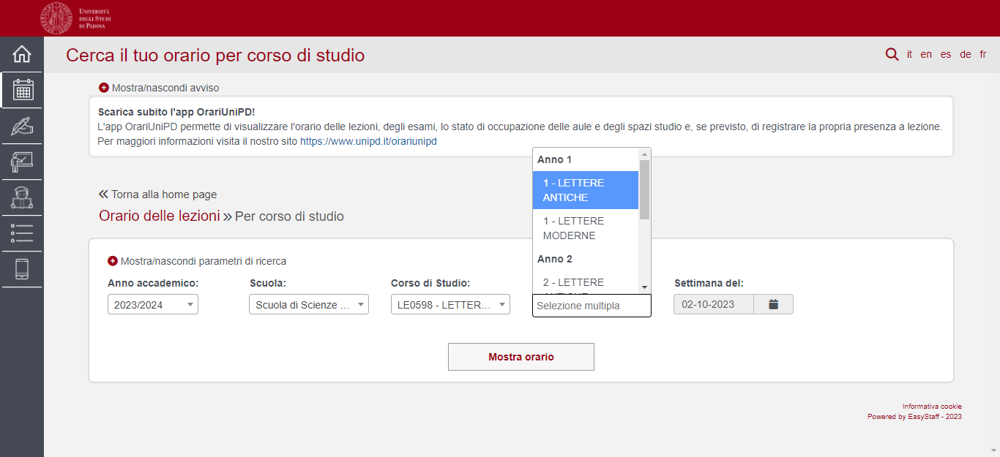 UNIVERSITÀ
DEGLI STUDI
DI PADOVA
Cerca il tuo orario per corso di studio
it en es de fr
Mostra/nascondi avviso
Scarica subito l'app OrariUniPD!
L'app OrariUniPD permette di visualizzare l'orario delle lezioni, degli esami, lo stato di occupazione delle aule e degli spazi studio e, se previsto, di registrare la propria presenza a lezione.
Per maggiori informazioni visita il nostro sito https://www.unipd.it/orariunipd
Torna alla home page
Orario delle lezioni » Per corso di studio
Mostra/nascondi parametri di ricerca
Anno accademico:
2023/2024
Scuola:
Scuola di Scienze ...
Corso di Studio:
LE0598 - LETTER...
Anno 1
1 - LETTERE
ANTICHE
1 - LETTERE
MODERNE
Anno 2
2 - LETTERE
ANTICHE
Selezione multipla
Settimana del:
02-10-2023
Mostra orario
Informativa cookie
Powered by EasyStaff - 2023